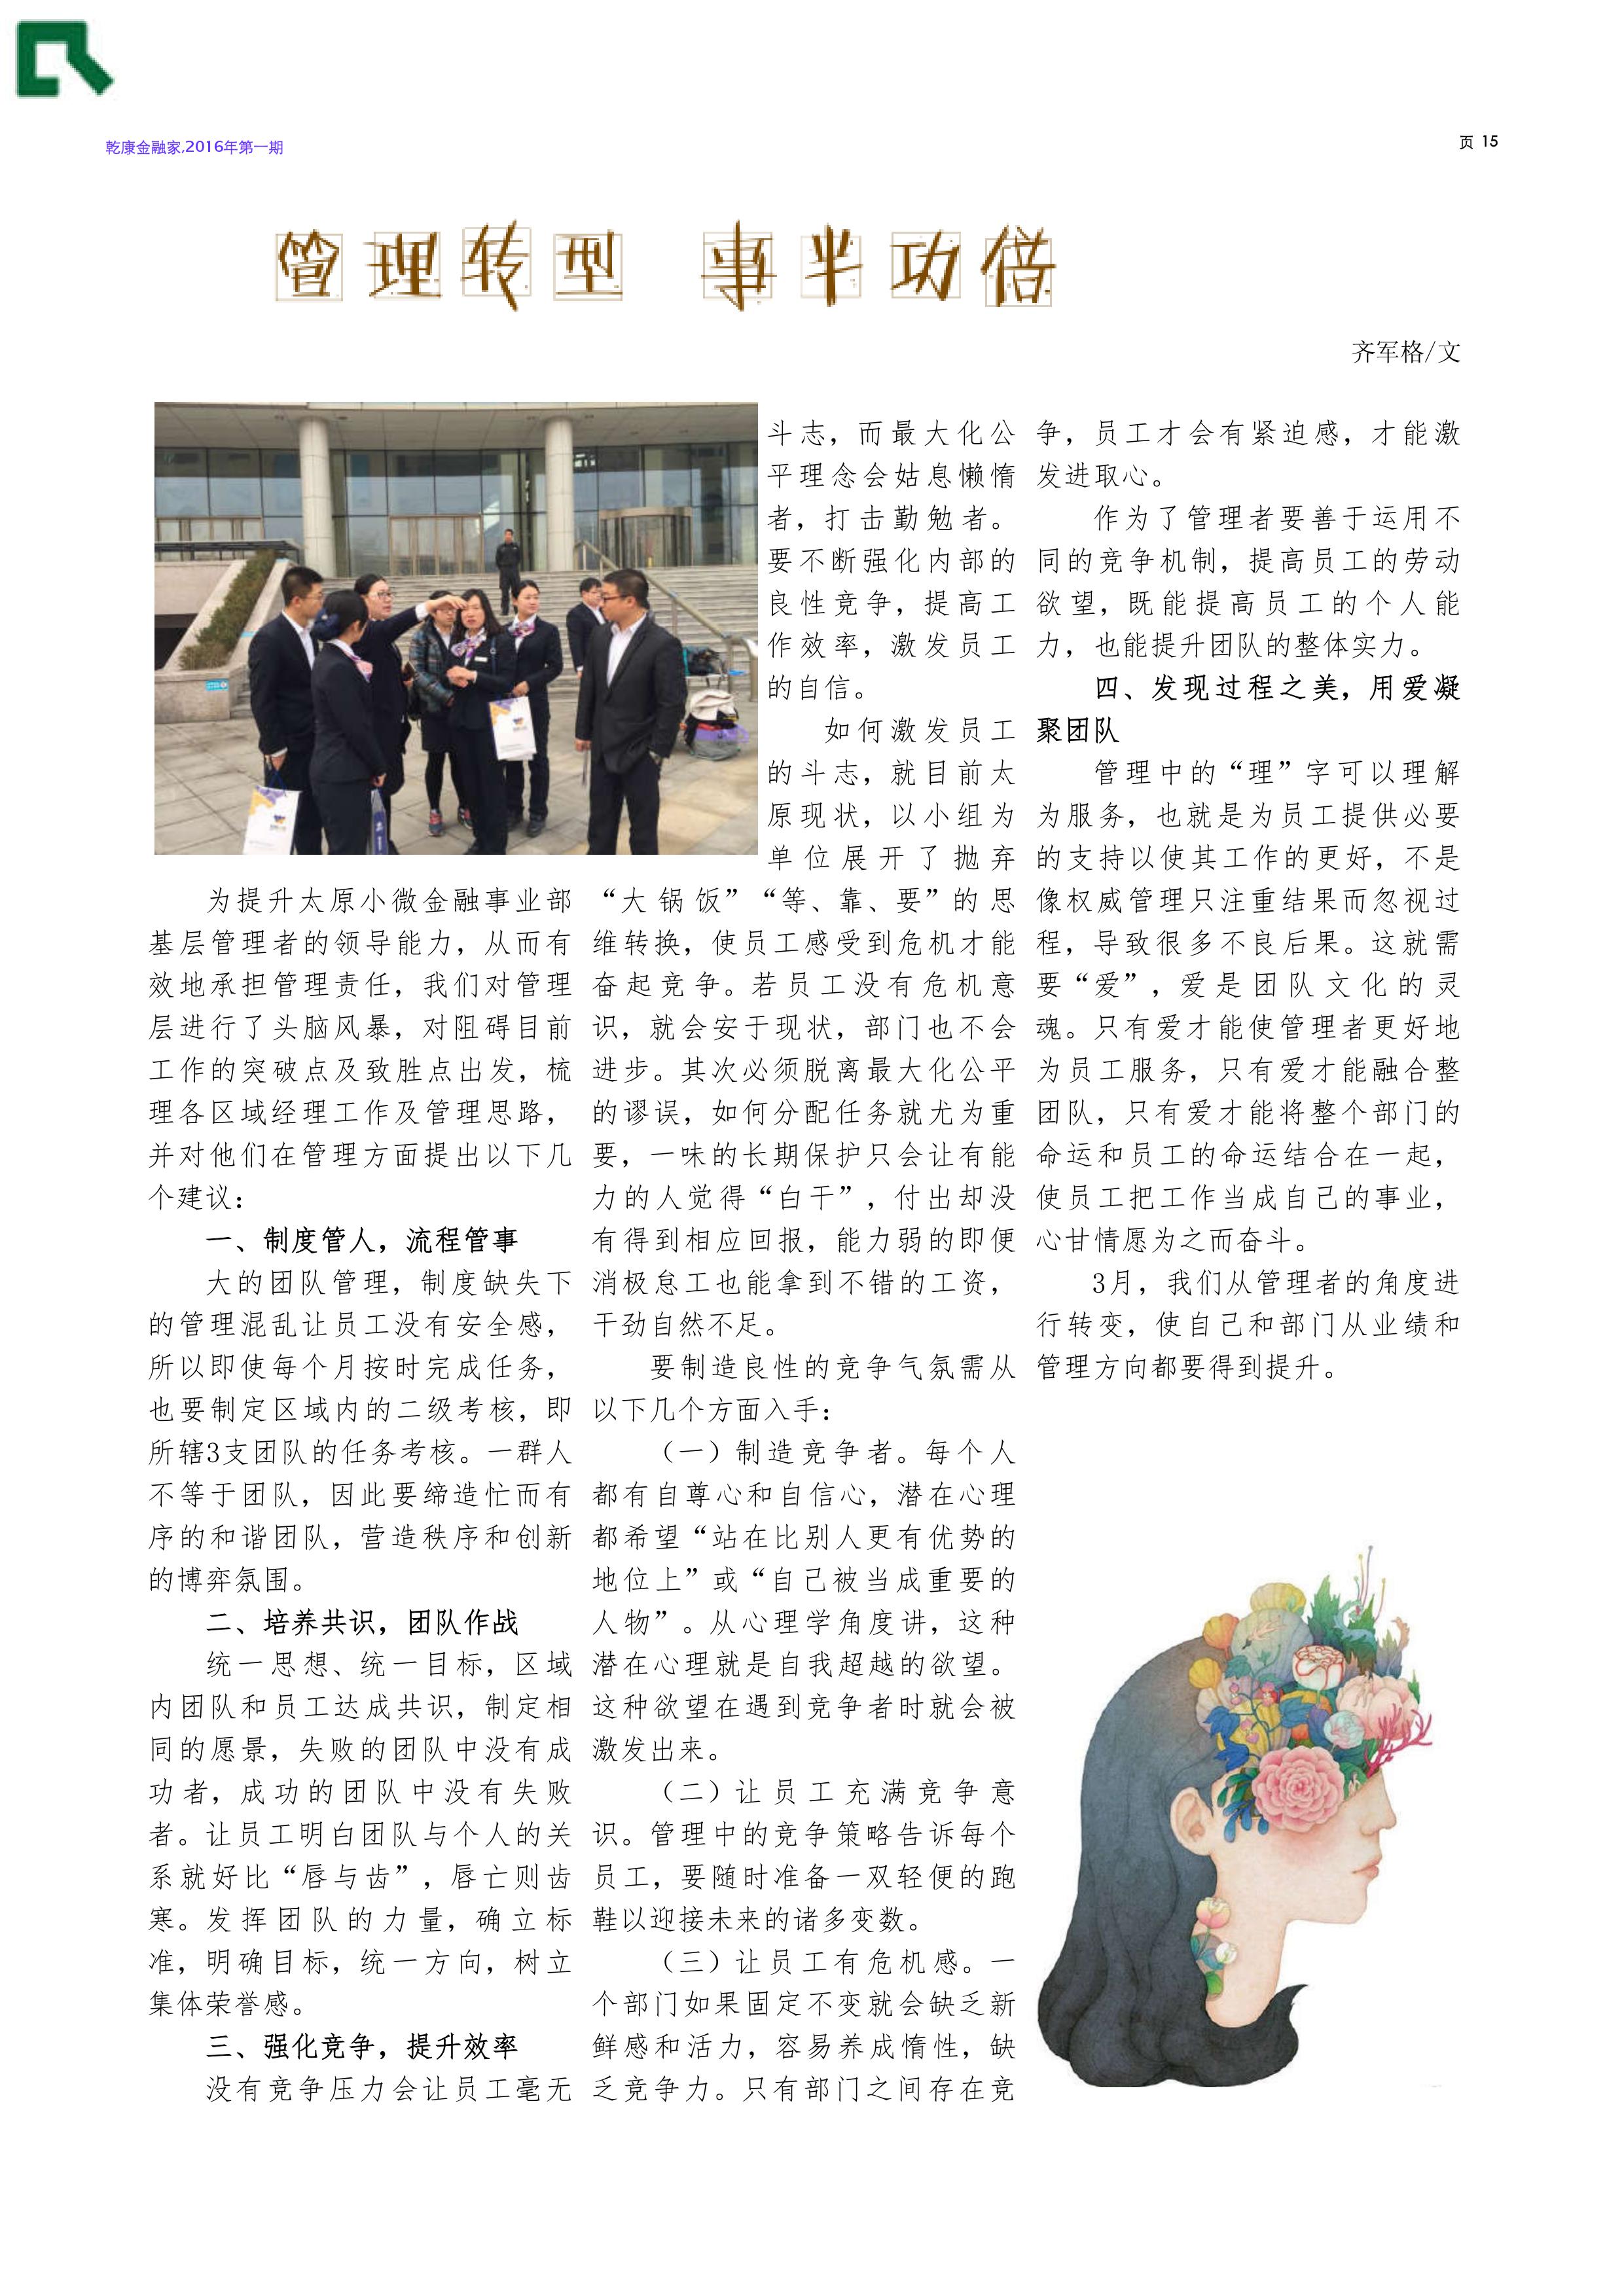 乾康金融家,2016年第一期
页 15
管理转型 事半功倍
齐军格/文
为提升太原小微金融事业部
基层管理者的领导能力，从而有
效地承担管理责任，我们对管理
层进行了头脑风暴，对阻碍目前
工作的突破点及致胜点出发，梳
理各区域经理工作及管理思路，
并对他们在管理方面提出以下几
个建议：
一、制度管人，流程管事
大的团队管理，制度缺失下
的管理混乱让员工没有安全感，
所以即使每个月按时完成任务，
也要制定区域内的二级考核，即
所辖3支团队的任务考核。一群人
不等于团队，因此要缔造忙而有
序的和谐团队，营造秩序和创新
的博弈氛围。
二、培养共识，团队作战
统一思想、统一目标，区域
内团队和员工达成共识，制定相
同的愿景，失败的团队中没有成
功者，成功的团队中没有失败
者。让员工明白团队与个人的关
系就好比“唇与齿”，唇亡则齿
寒。发挥团队的力量，确立标
准，明确目标，统一方向，树立
集体荣誉感。
三、强化竞争，提升效率
没有竞争压力会让员工毫无
斗志，而最大化公
平理念会姑息懒惰
者，打击勤勉者。
要不断强化内部的
良性竞争，提高工
作效率，激发员工
的自信。
如何激发员工
的斗志，就目前太
原现状，以小组为
单位展开了抛弃
“大锅饭”“等、靠、要”的思
维转换，使员工感受到危机才能
奋起竞争。若员工没有危机意
识，就会安于现状，部门也不会
进步。其次必须脱离最大化公平
的谬误，如何分配任务就尤为重
要，一味的长期保护只会让有能
力的人觉得“白干”，付出却没
有得到相应回报，能力弱的即便
消极怠工也能拿到不错的工资，
干劲自然不足。
要制造良性的竞争气氛需从
以下几个方面入手：
（一）制造竞争者。每个人
都有自尊心和自信心，潜在心理
都希望“站在比别人更有优势的
地位上”或“自己被当成重要的
人物”。从心理学角度讲，这种
潜在心理就是自我超越的欲望。
这种欲望在遇到竞争者时就会被
激发出来。
（二）让员工充满竞争意
识。管理中的竞争策略告诉每个
员工，要随时准备一双轻便的跑
鞋以迎接未来的诸多变数。
（三）让员工有危机感。一
个部门如果固定不变就会缺乏新
鲜感和活力，容易养成惰性，缺
乏竞争力。只有部门之间存在竞
争，员工才会有紧迫感，才能激
发进取心。
作为了管理者要善于运用不
同的竞争机制，提高员工的劳动
欲望，既能提高员工的个人能
力，也能提升团队的整体实力。
四、发现过程之美，用爱凝
聚团队
管理中的“理”字可以理解
为服务，也就是为员工提供必要
的支持以使其工作的更好，不是
像权威管理只注重结果而忽视过
程，导致很多不良后果。这就需
要“爱”，爱是团队文化的灵
魂。只有爱才能使管理者更好地
为员工服务，只有爱才能融合整
团队，只有爱才能将整个部门的
命运和员工的命运结合在一起，
使员工把工作当成自己的事业，
心甘情愿为之而奋斗。
3月，我们从管理者的角度进
行转变，使自己和部门从业绩和
管理方向都要得到提升。